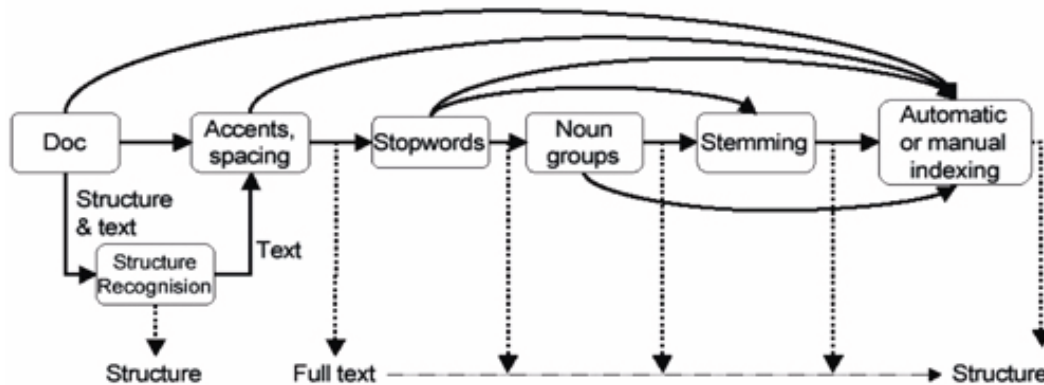 Doc
Accents,
spacing
Stopwords
Noun
groups
Stemming
Automatic
or manual
indexing
Structure
& text
Text
Structure
Recognision
Structure
Full text
Structure